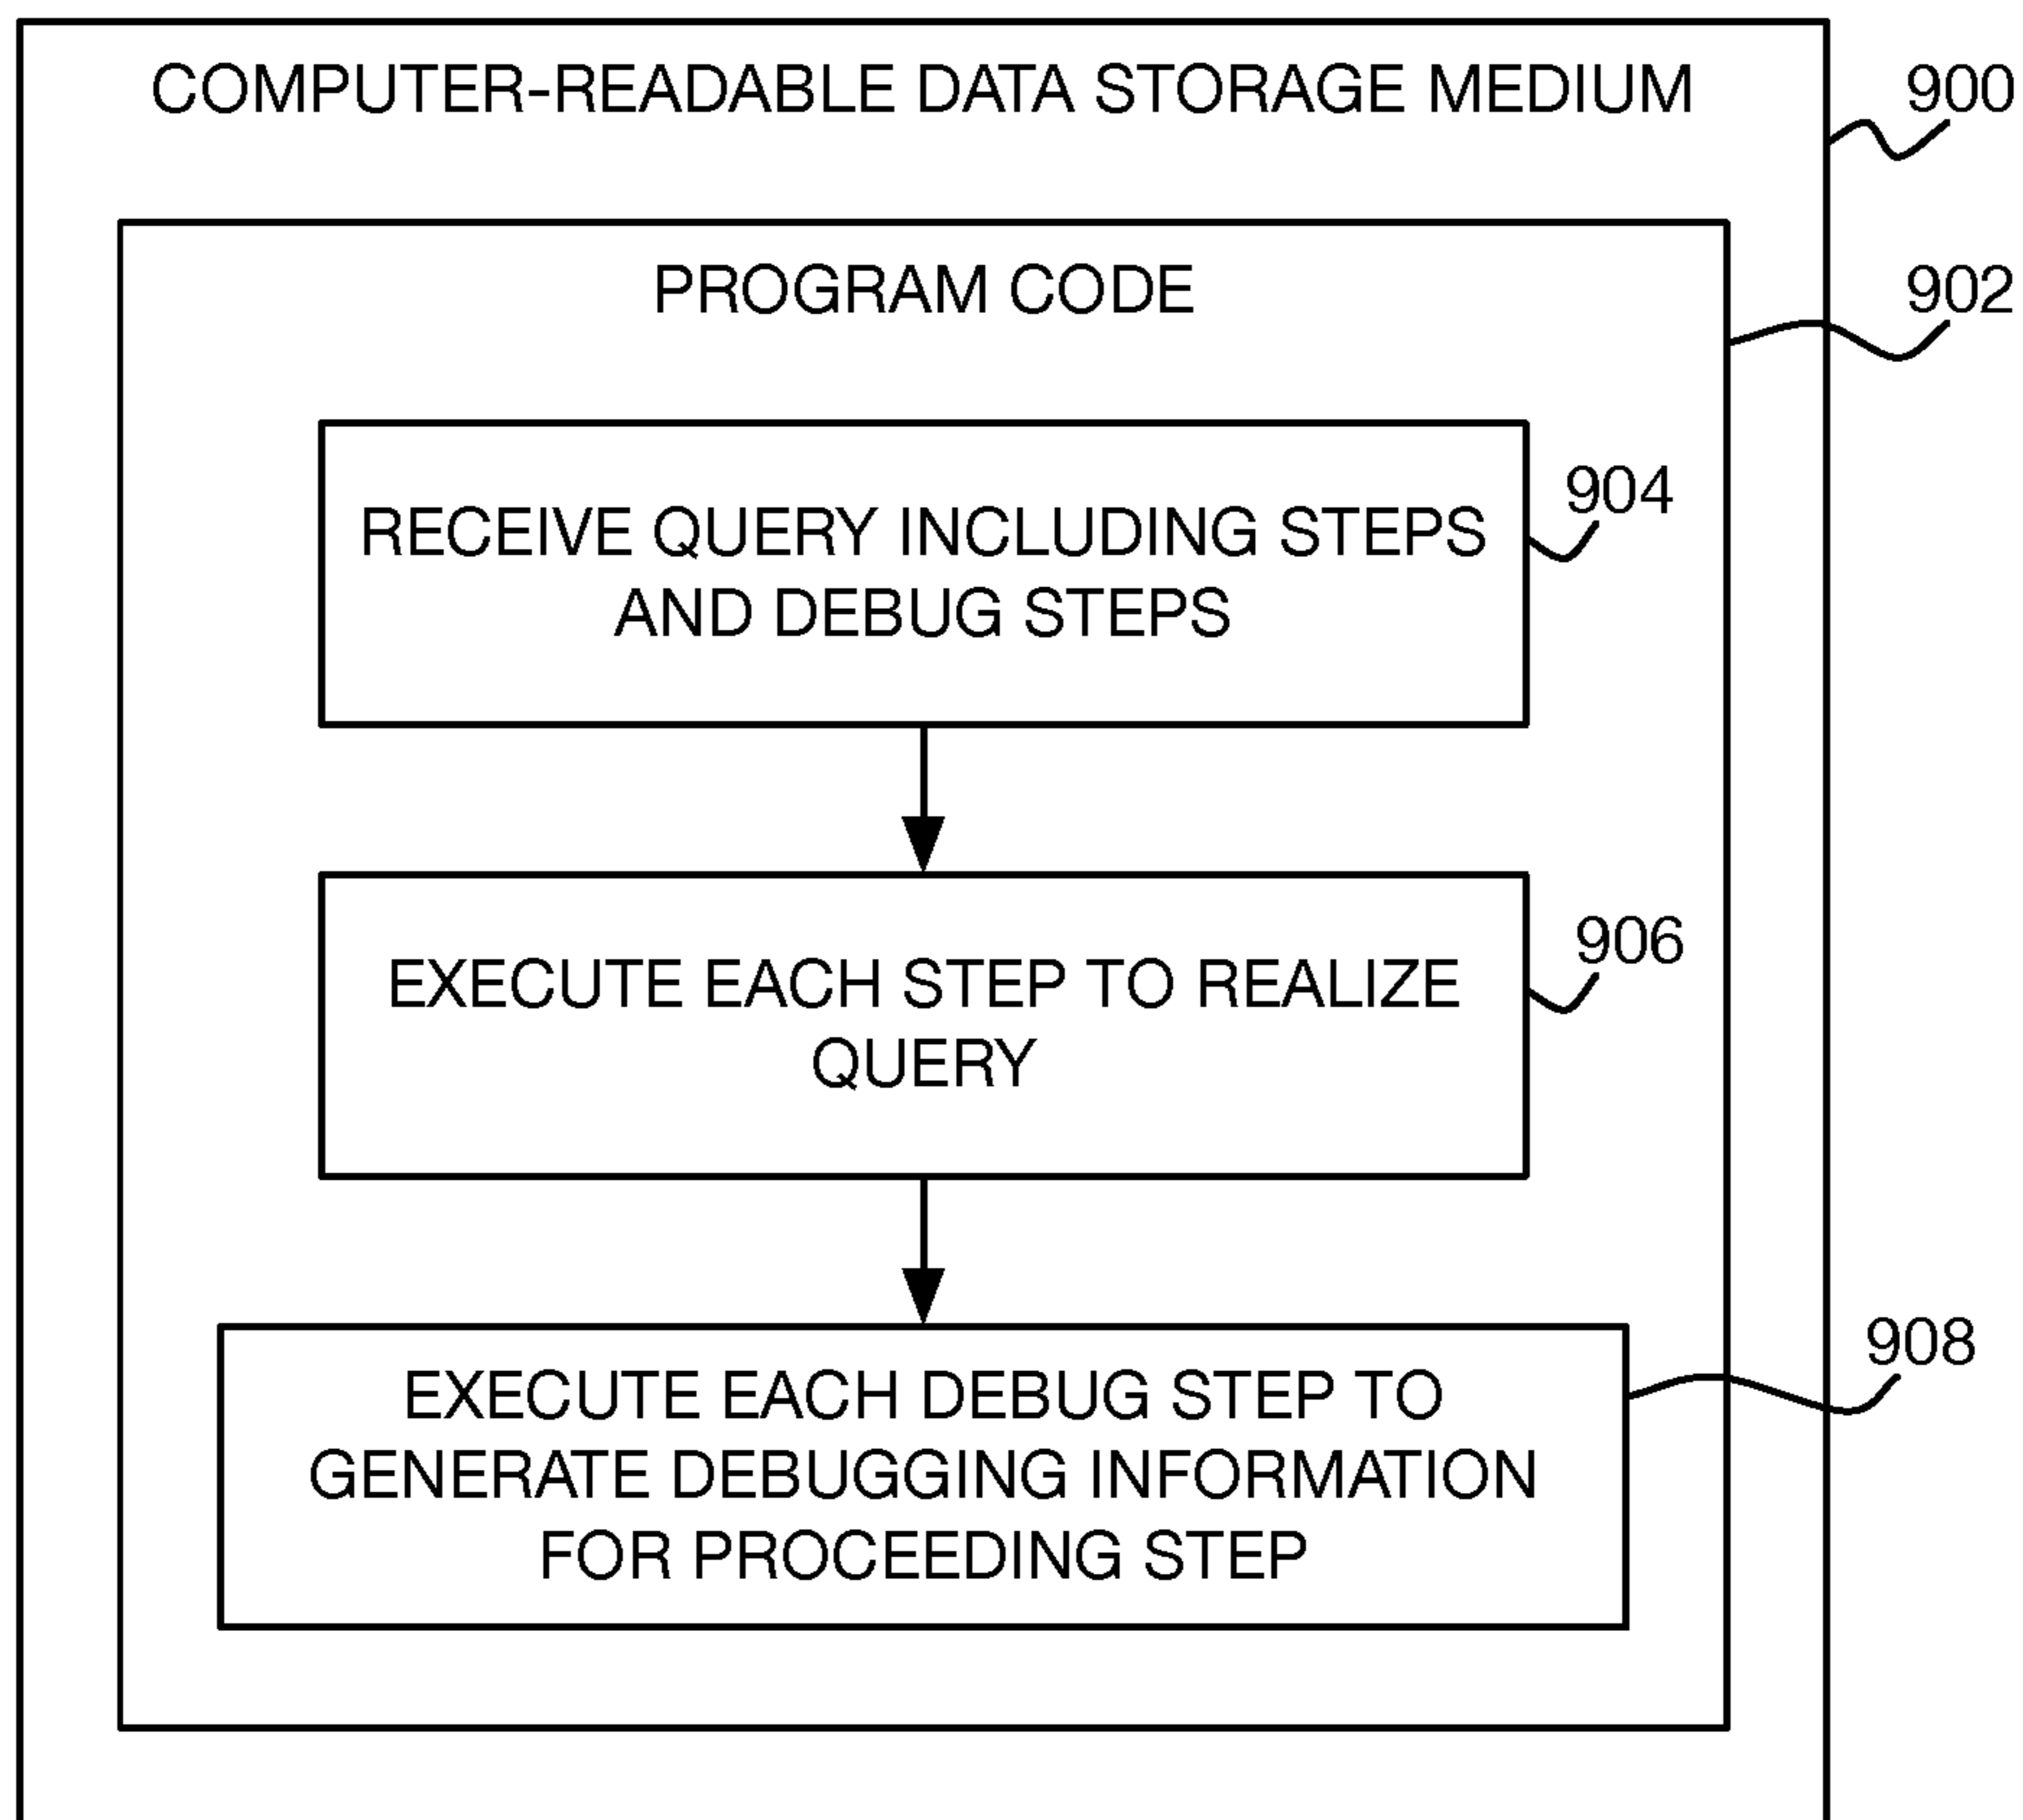 COMPUTER-READABLE DATA STORAGE MEDIUM
900
PROGRAM CODE
902
RECEIVE QUERY INCLUDING STEPS
AND DEBUG STEPS
904
EXECUTE EACH STEP TO REALIZE
QUERY
906
EXECUTE EACH DEBUG STEP TO
GENERATE DEBUGGING INFORMATION
FOR PROCEEDING STEP
908